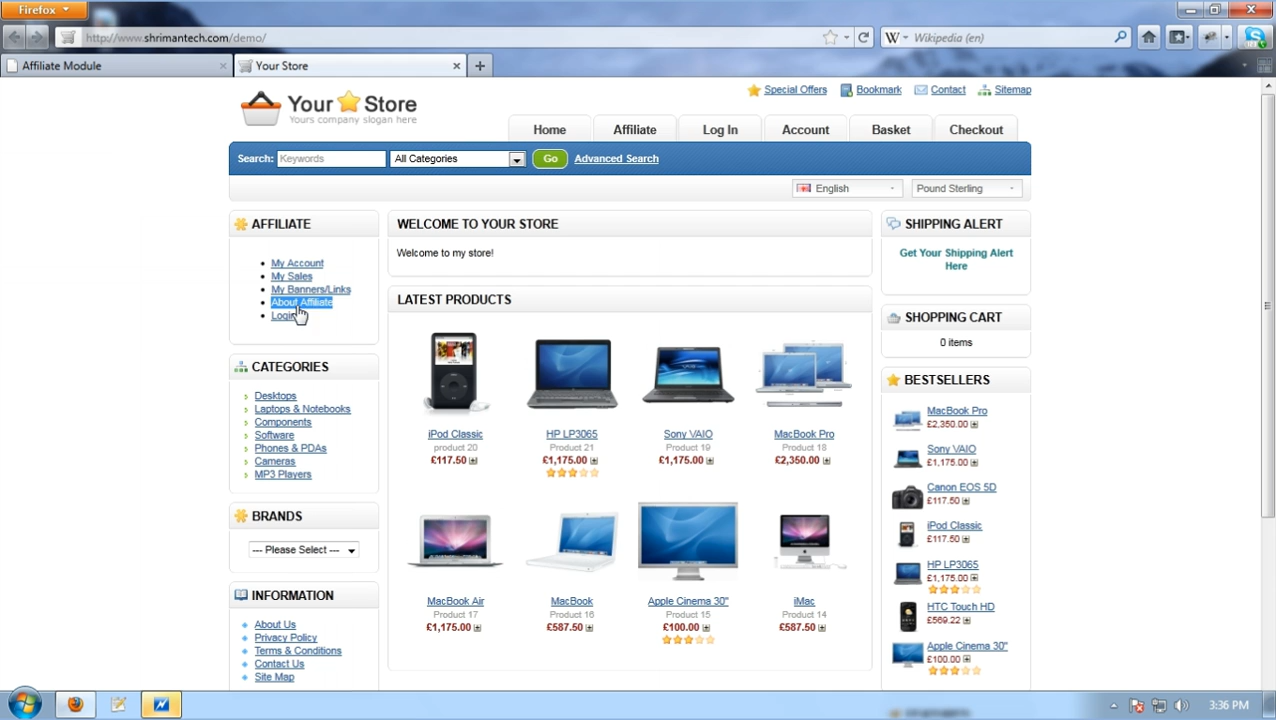 Firefox
http://www.shrimantech.com/demo/
Wikipedia (en)
Affiliate Module
Your Store
Your Store
Yours company slogan here
Special Offers
Bookmark
Contact
Sitemap
Home
Affiliate
Log In
Account
Basket
Checkout
Search:
Keywords
All Categories
Go
Advanced Search
English
Pound Sterling
AFFILIATE
My Account
My Sales
My Banners/Links
About Affiliate
Login
CATEGORIES
Desktops
Laptops & Notebooks
Components
Software
Phones & PDAs
Cameras
MP3 Players
BRANDS
--- Please Select ---
INFORMATION
About Us
Privacy Policy
Terms & Conditions
Contact Us
Site Map
WELCOME TO YOUR STORE
Welcome to my store!
LATEST PRODUCTS
iPod Classic
product 20
£117.50
HP LP3065
Product 21
£1,175.00
Sony VAIO
Product 19
£1,175.00
MacBook Pro
Product 18
£2,350.00
MacBook Air
Product 17
£1,175.00
MacBook
Product 16
£587.50
Apple Cinema 30"
Product 15
£100.00
iMac
Product 14
£587.50
SHIPPING ALERT
Get Your Shipping Alert
Here
SHOPPING CART
0 items
BESTSELLERS
MacBook Pro
£2,350.00
Sony VAIO
£1,175.00
Canon EOS 5D
£117.50
iPod Classic
£117.50
HP LP3065
£1,175.00
HTC Touch HD
£569.22
Apple Cinema 30"
£100.00
3:36 PM